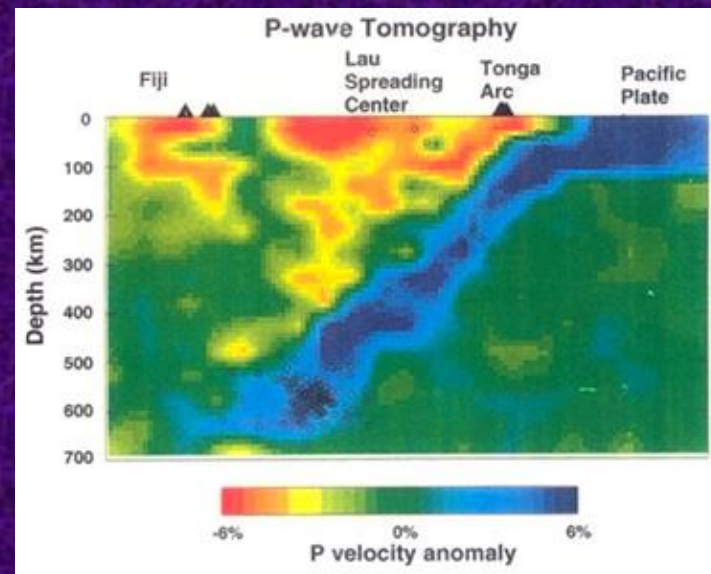 P-wave Tomography
Fiji
Lau
Spreading
Center
Tonga
Arc
Pacific
Plate
0
100
200
300
400
500
600
700
Depth (km)
-6%
0%
6%
P velocity anomaly